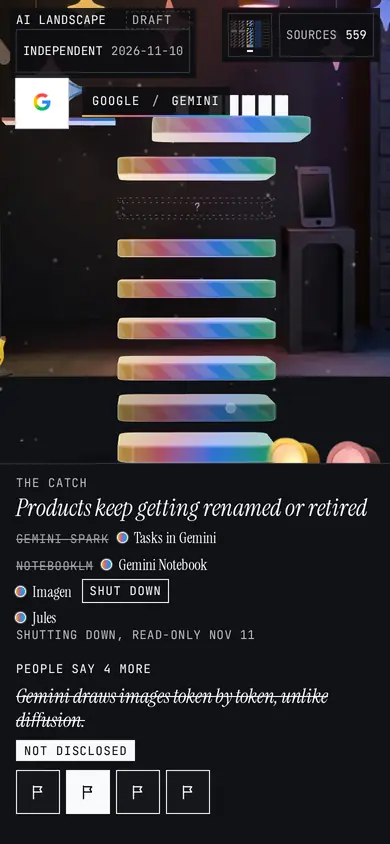 AI LANDSCAPE DRAFT
INDEPENDENT 2026-11-10
SOURCES 559
G
GOOGLE / GEMINI
?
THE CATCH
Products keep getting renamed or retired
GEMINI SPARK Tasks in Gemini
NOTEBOOKLM Gemini Notebook
Imagen SHUT DOWN
Jules
SHUTTING DOWN, READ-ONLY NOV 11
PEOPLE SAY 4 MORE
Gemini draws images token by token, unlike
diffusion.
NOT DISCLOSED